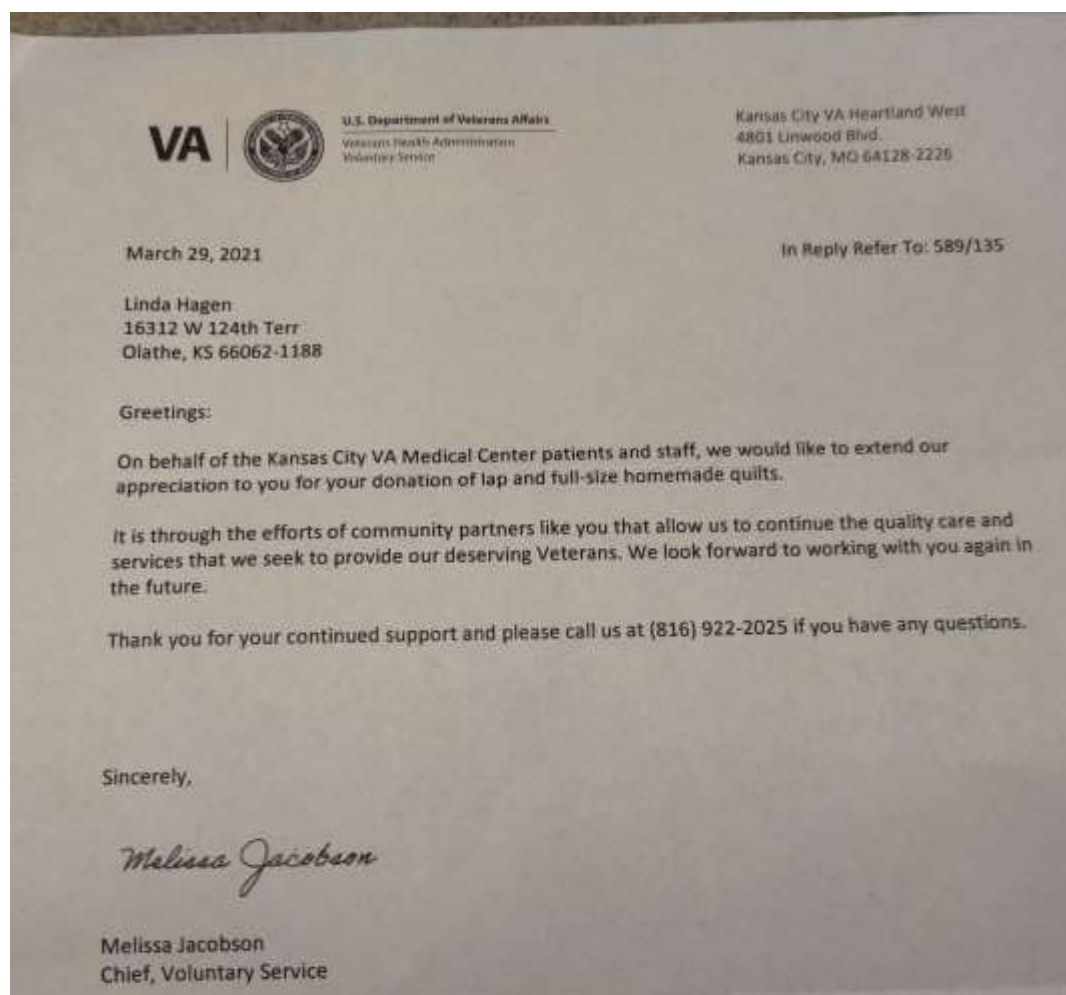 VA
U.S. Department of Veterans Affairs
Veterans Health Administration
Voluntary Service
Kansas City VA Heartland West
4801 Linwood Blvd.
Kansas City, MO 64128-2226
March 29, 2021
In Reply Refer To: 589/135
Linda Hagen
16312 W 124th Terr
Olathe, KS 66062-1188
Greetings:
On behalf of the Kansas City VA Medical Center patients and staff, we would like to extend our
appreciation to you for your donation of lap and full-size homemade quilts.
It is through the efforts of community partners like you that allow us to continue the quality care and
services that we seek to provide our deserving Veterans. We look forward to working with you again in
the future.
Thank you for your continued support and please call us at (816) 922-2025 if you have any questions.
Sincerely,
Melissa Jacobson
Melissa Jacobson
Chief, Voluntary Service